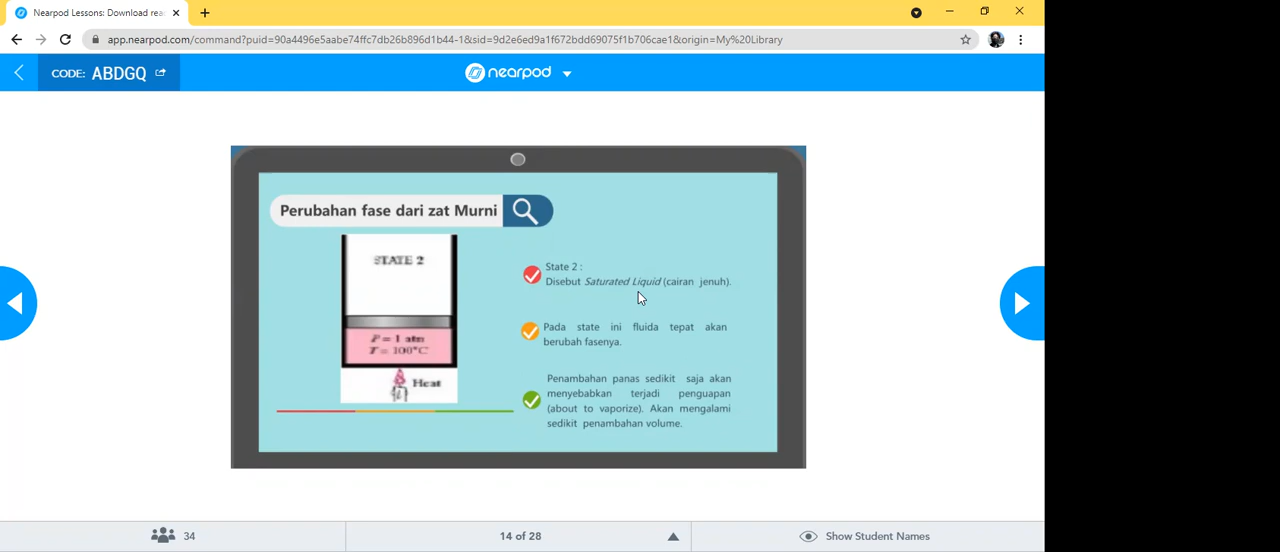 Nearpod Lessons: Download rea
app.nearpod.com/command?puid=90a4496e5aabe74ffc7db26b896d1b44-1&sid=9d2e6ed9a1f672bdd69075f1b706cae1&origin=My%20Library
CODE: ABDGQ
nearpod
Perubahan fase dari zat Murni
STATE 2
P = 1 atm
T = 100°C
Heat
State 2 :
Disebut Saturated Liquid (cairan jenuh).
Pada state ini fluida tepat akan
berubah fasenya.
Penambahan panas sedikit saja akan
menyebabkan terjadi penguapan
(about to vaporize). Akan mengalami
sedikit penambahan volume.
34
14 of 28
Show Student Names